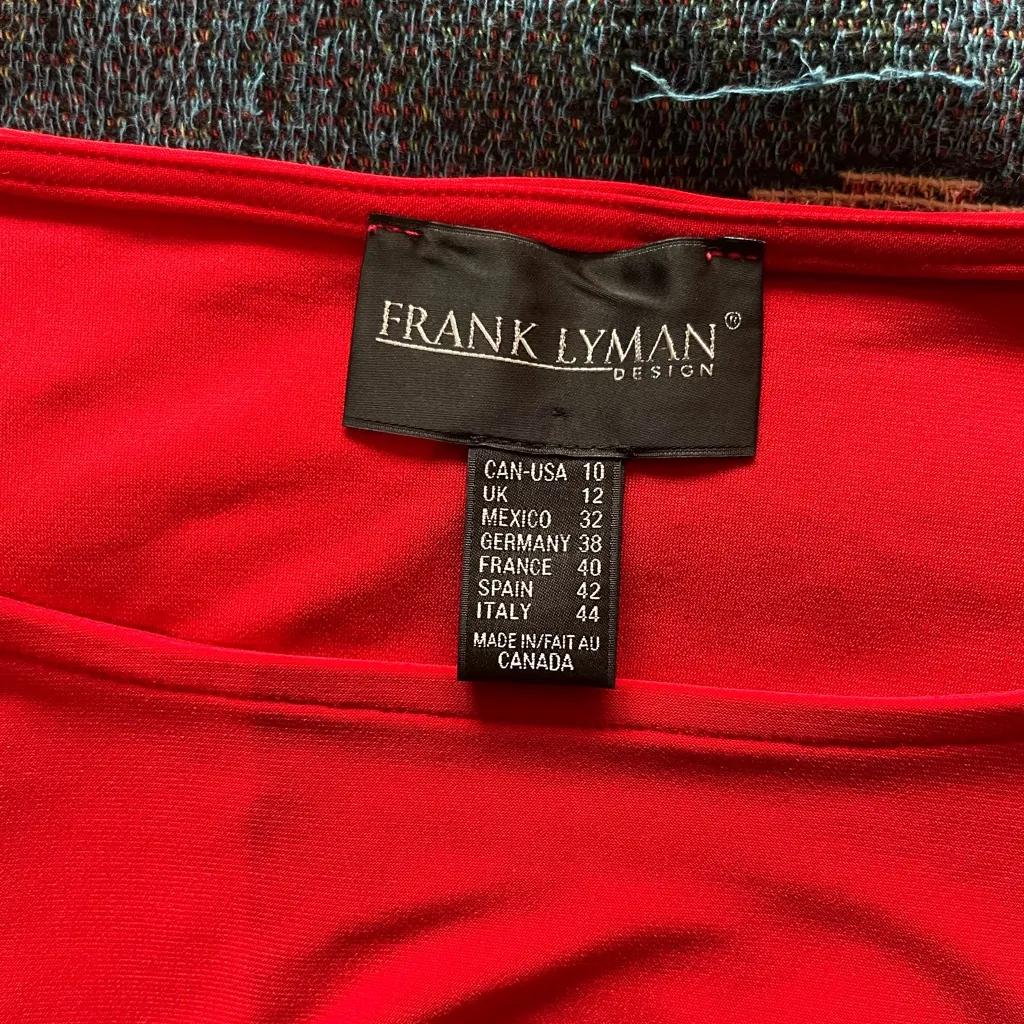 FRANK LYMAN®
DESIGN
CAN-USA 10
UK 12
MEXICO 32
GERMANY 38
FRANCE 40
SPAIN 42
ITALY 44
MADE IN/FAIT AU
CANADA